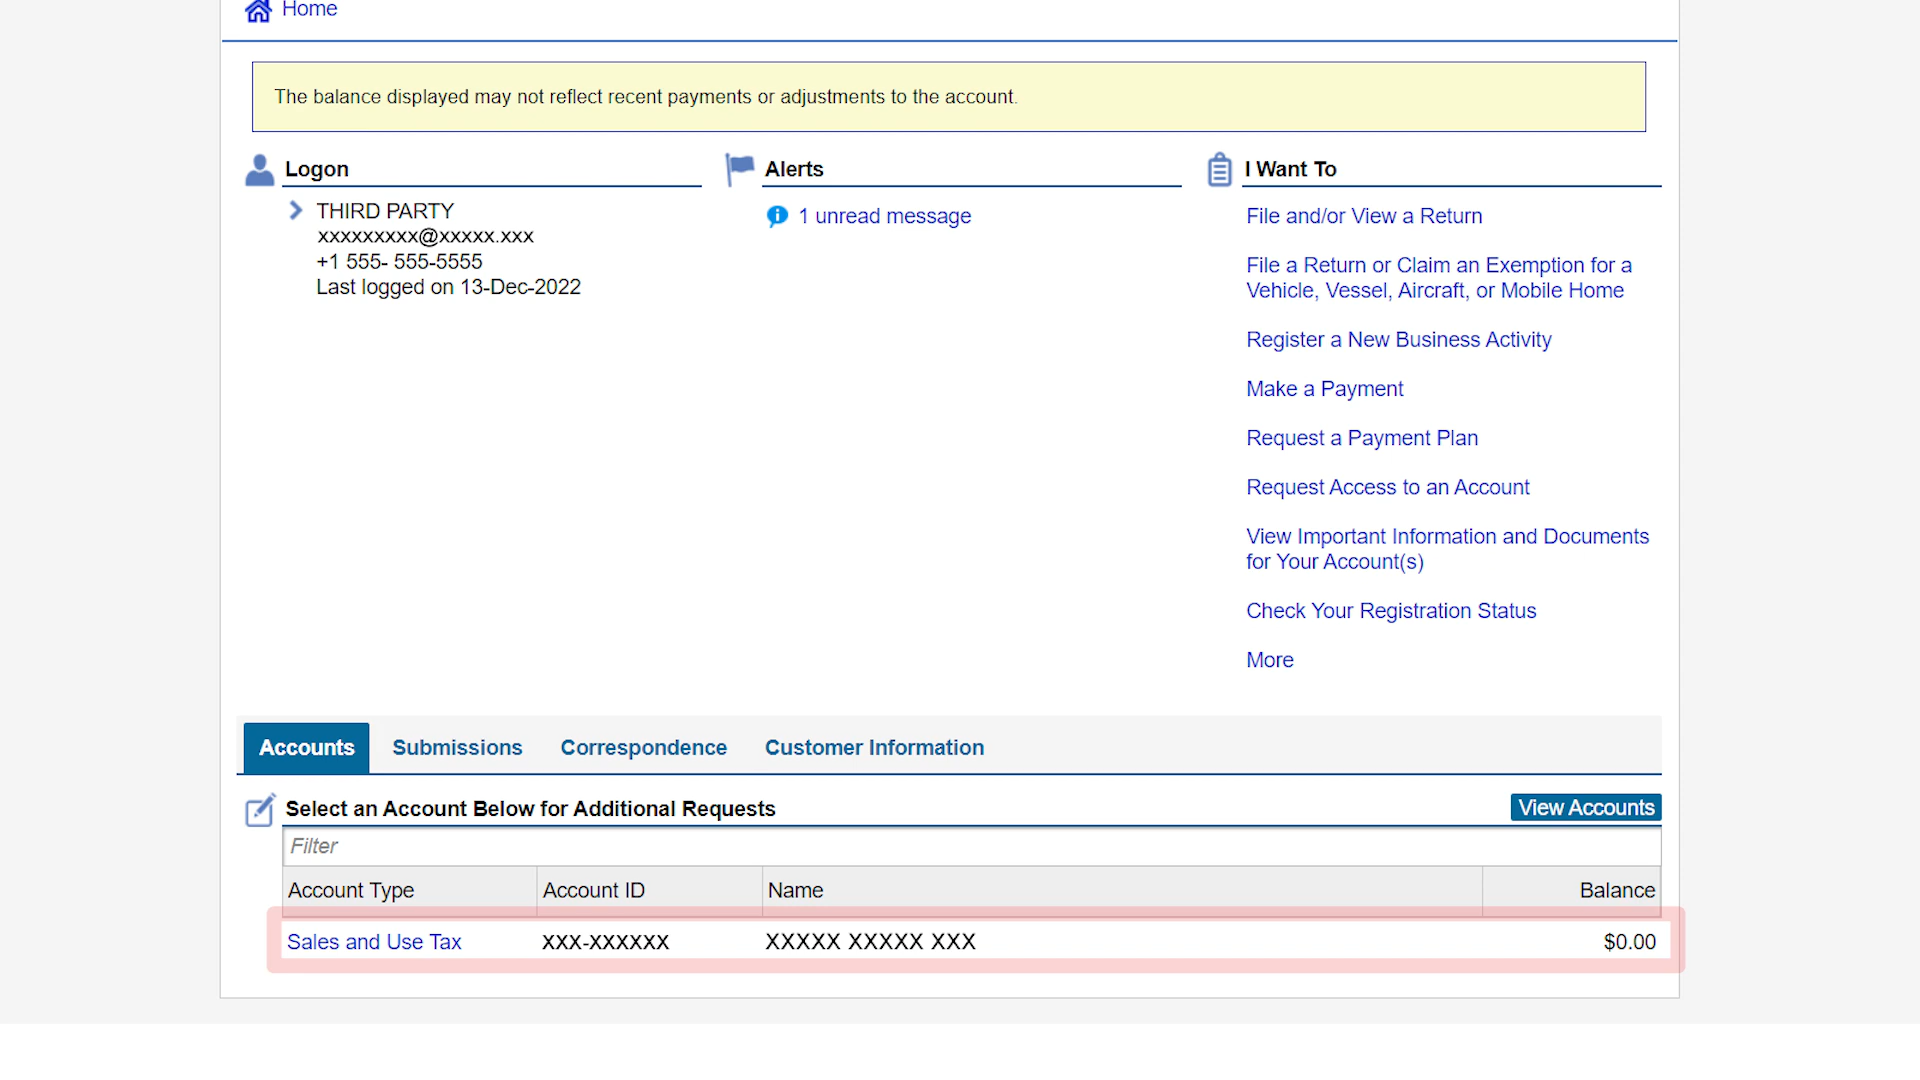 Home
The balance displayed may not reflect recent payments or adjustments to the account.
Logon
THIRD PARTY
xxxxxxxxx@xxxxx.xxx
+1 555- 555-5555
Last logged on 13-Dec-2022
Alerts
1 unread message
I Want To
File and/or View a Return
File a Return or Claim an Exemption for a
Vehicle, Vessel, Aircraft, or Mobile Home
Register a New Business Activity
Make a Payment
Request a Payment Plan
Request Access to an Account
View Important Information and Documents
for Your Account(s)
Check Your Registration Status
More
Accounts Submissions Correspondence Customer Information
Select an Account Below for Additional Requests View Accounts
Filter
Account Type Account ID Name Balance
Sales and Use Tax XXX-XXXXXX XXXXX XXXXX XXX $0.00